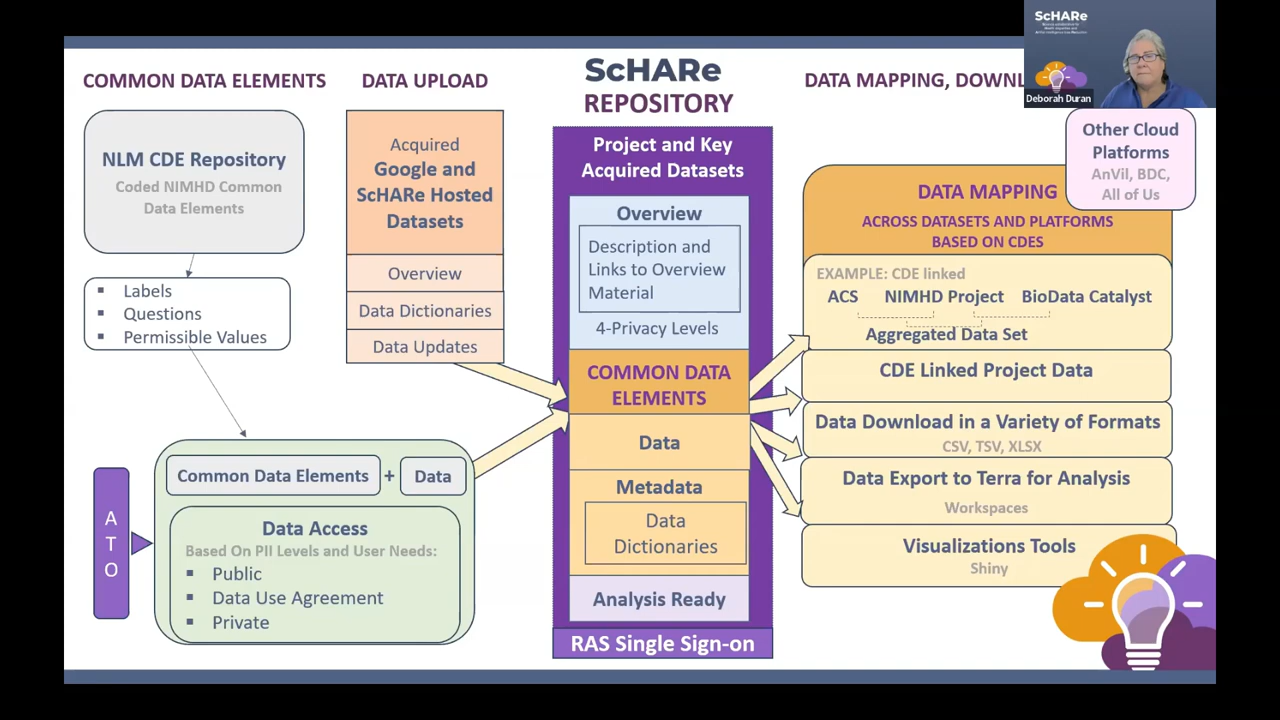 COMMON DATA ELEMENTS
NLM CDE Repository
Coded NIMHD Common
Data Elements
Labels
Questions
Permissible Values
ATO
Common Data Elements + Data
Data Access
Based On PII Levels and User Needs:
Public
Data Use Agreement
Private
DATA UPLOAD
Acquired
Google and
ScHARe Hosted
Datasets
Overview
Data Dictionaries
Data Updates
ScHARe
REPOSITORY
Project and Key
Acquired Datasets
Overview
Description and
Links to Overview
Material
4-Privacy Levels
COMMON DATA
ELEMENTS
Data
Metadata
Data
Dictionaries
Analysis Ready
RAS Single Sign-on
DATA MAPPING,
ScHARe
Deborah Duran
Other Cloud
Platforms
AnVil, BDC,
All of Us
DATA MAPPING
ACROSS DATASETS AND PLATFORMS
BASED ON CDES
EXAMPLE: CDE linked
ACS NIMHD Project BioData Catalyst
Aggregated Data Set
CDE Linked Project Data
Data Download in a Variety of Formats
CSV, TSV, XLSX
Data Export to Terra for Analysis
Workspaces
Visualizations Tools
Shiny